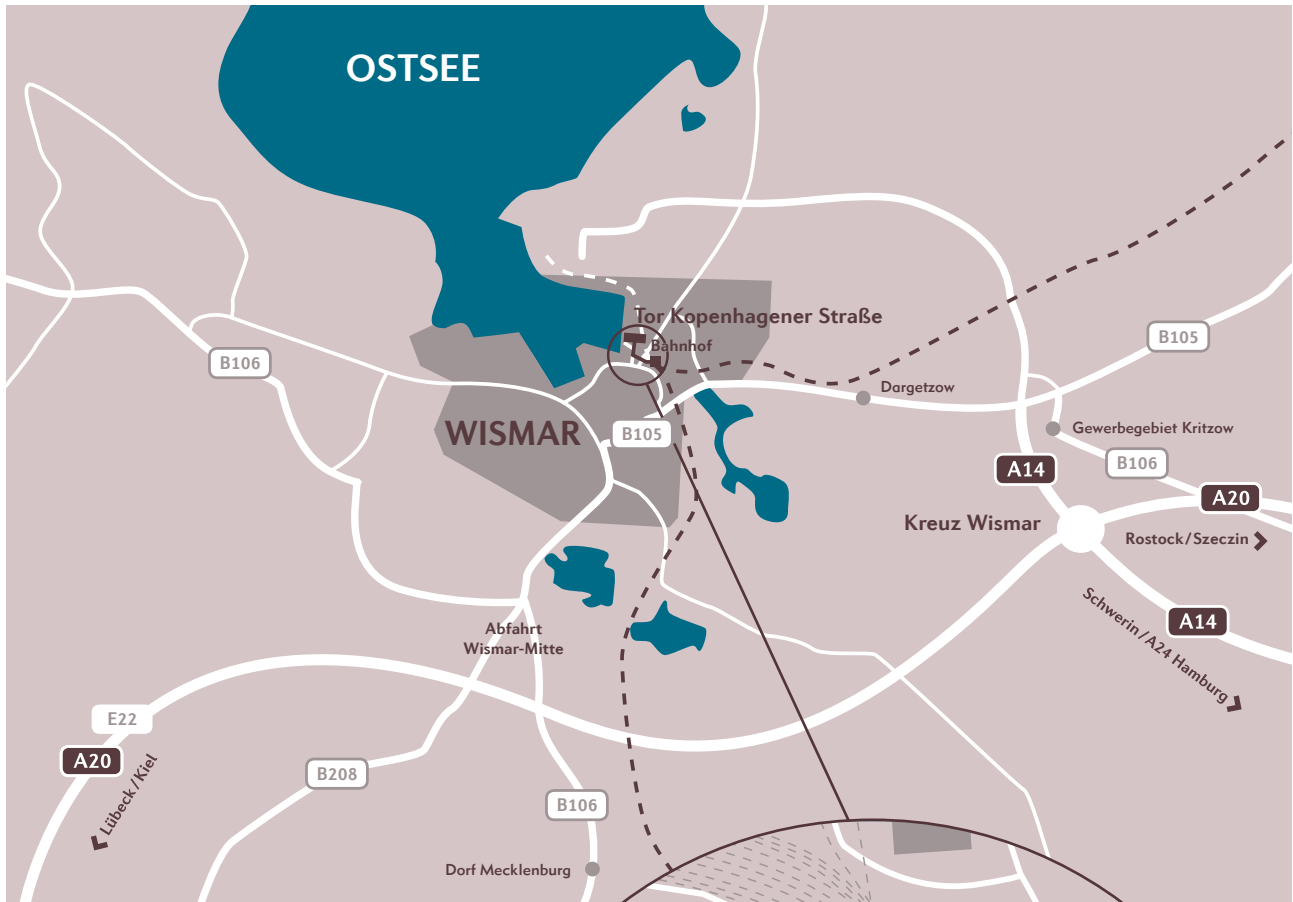 OSTSEE
Tor Kopenhagener Straße
Bahnhof
B105
B106
Dargetzow
WISMAR
B105
Gewerbegebiet Kritzow
A14
B106
A20
Kreuz Wismar
Rostock/Szeczin
Schwerin/A24 Hamburg
A14
Abfahrt
Wismar-Mitte
E22
A20
Lübeck/Kiel
B208
B106
Dorf Mecklenburg